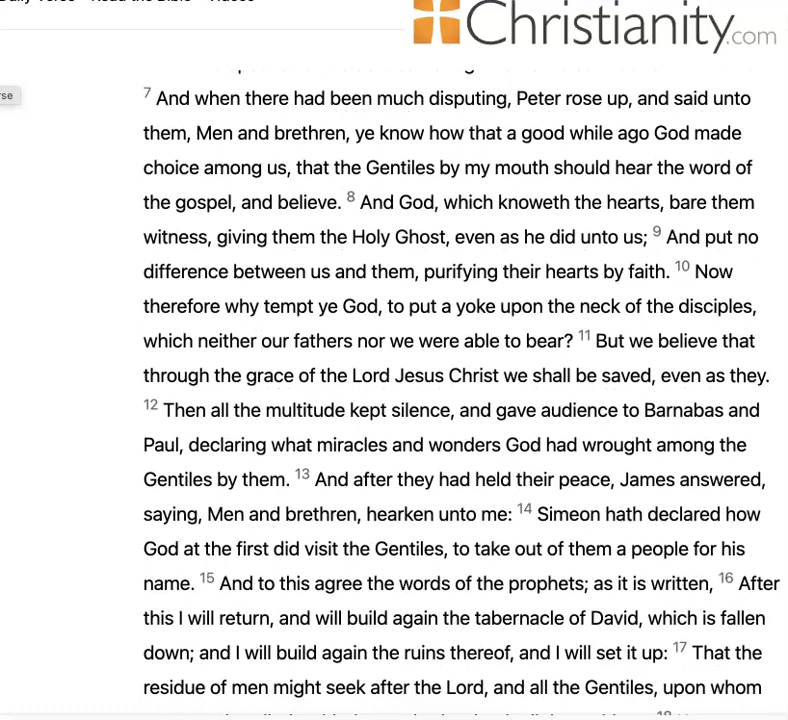 Christianity.com
se
7 And when there had been much disputing, Peter rose up, and said unto
them, Men and brethren, ye know how that a good while ago God made
choice among us, that the Gentiles by my mouth should hear the word of
the gospel, and believe. 8 And God, which knoweth the hearts, bare them
witness, giving them the Holy Ghost, even as he did unto us; 9 And put no
difference between us and them, purifying their hearts by faith. 10 Now
therefore why tempt ye God, to put a yoke upon the neck of the disciples,
which neither our fathers nor we were able to bear? 11 But we believe that
through the grace of the Lord Jesus Christ we shall be saved, even as they.
12 Then all the multitude kept silence, and gave audience to Barnabas and
Paul, declaring what miracles and wonders God had wrought among the
Gentiles by them. 13 And after they had held their peace, James answered,
saying, Men and brethren, hearken unto me: 14 Simeon hath declared how
God at the first did visit the Gentiles, to take out of them a people for his
name. 15 And to this agree the words of the prophets; as it is written, 16 After
this I will return, and will build again the tabernacle of David, which is fallen
down; and I will build again the ruins thereof, and I will set it up: 17 That the
residue of men might seek after the Lord, and all the Gentiles, upon whom